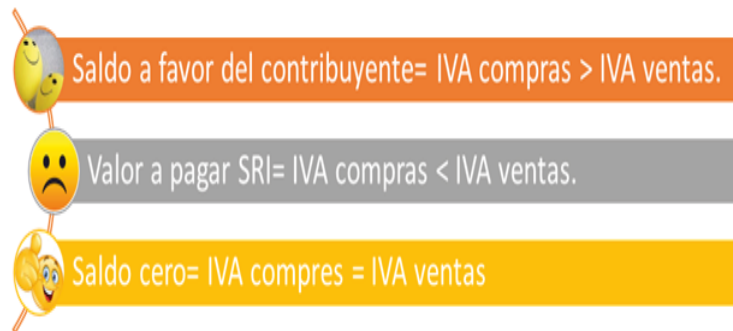 Saldo a favor del contribuyente= IVA compras > IVA ventas.
Valor a pagar SRI= IVA compras < IVA ventas.
Saldo cero= IVA compres = IVA ventas